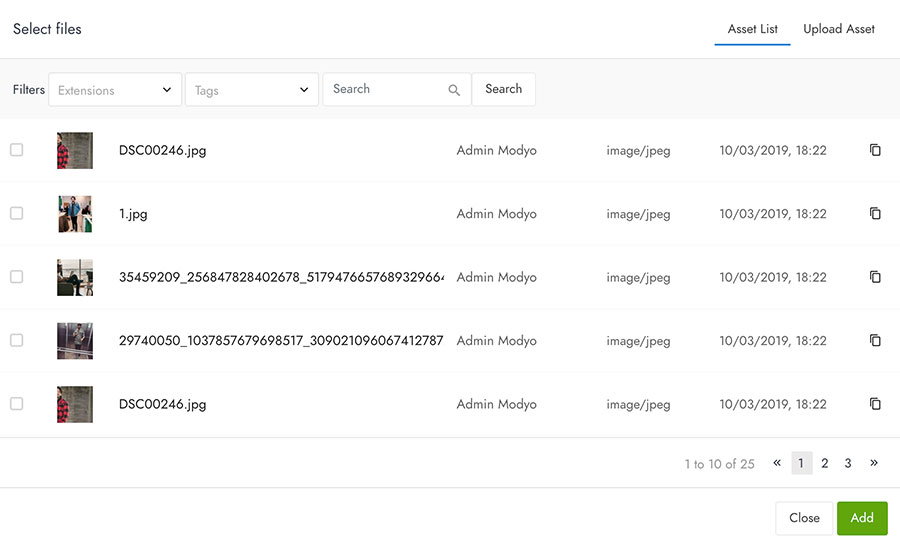 Select files Asset List Upload Asset
Filters Extensions Tags Search Search
DSC00246.jpg Admin Modyo image/jpeg 10/03/2019, 18:22
1.jpg Admin Modyo image/jpeg 10/03/2019, 18:22
35459209_256847828402678_5179476657689329664 Admin Modyo image/jpeg 10/03/2019, 18:22
29740050_1037857679698517_309021096067412787 Admin Modyo image/jpeg 10/03/2019, 18:22
DSC00246.jpg Admin Modyo image/jpeg 10/03/2019, 18:22
1 to 10 of 25 « 1 2 3 »
Close Add